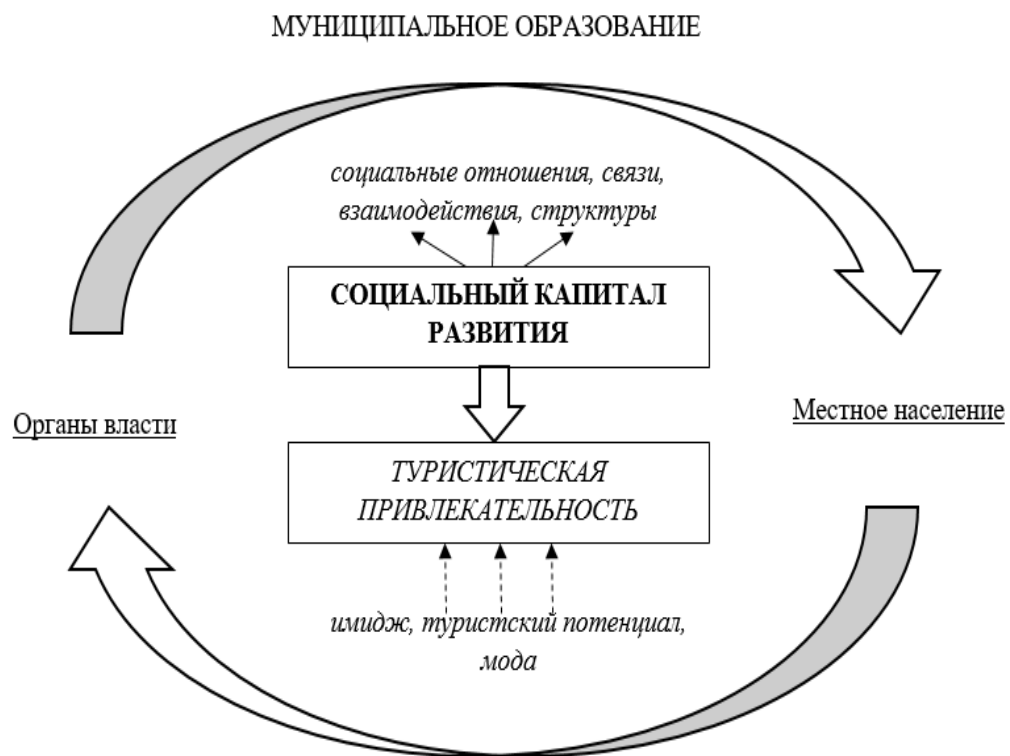 МУНИЦИПАЛЬНОЕ ОБРАЗОВАНИЕ
социальные отношения, связи,
взаимодействия, структуры
СОЦИАЛЬНЫЙ КАПИТАЛ
РАЗВИТИЯ
Органы власти
Местное население
ТУРИСТИЧЕСКАЯ
ПРИВЛЕКАТЕЛЬНОСТЬ
имидж, туристский потенциал,
мода